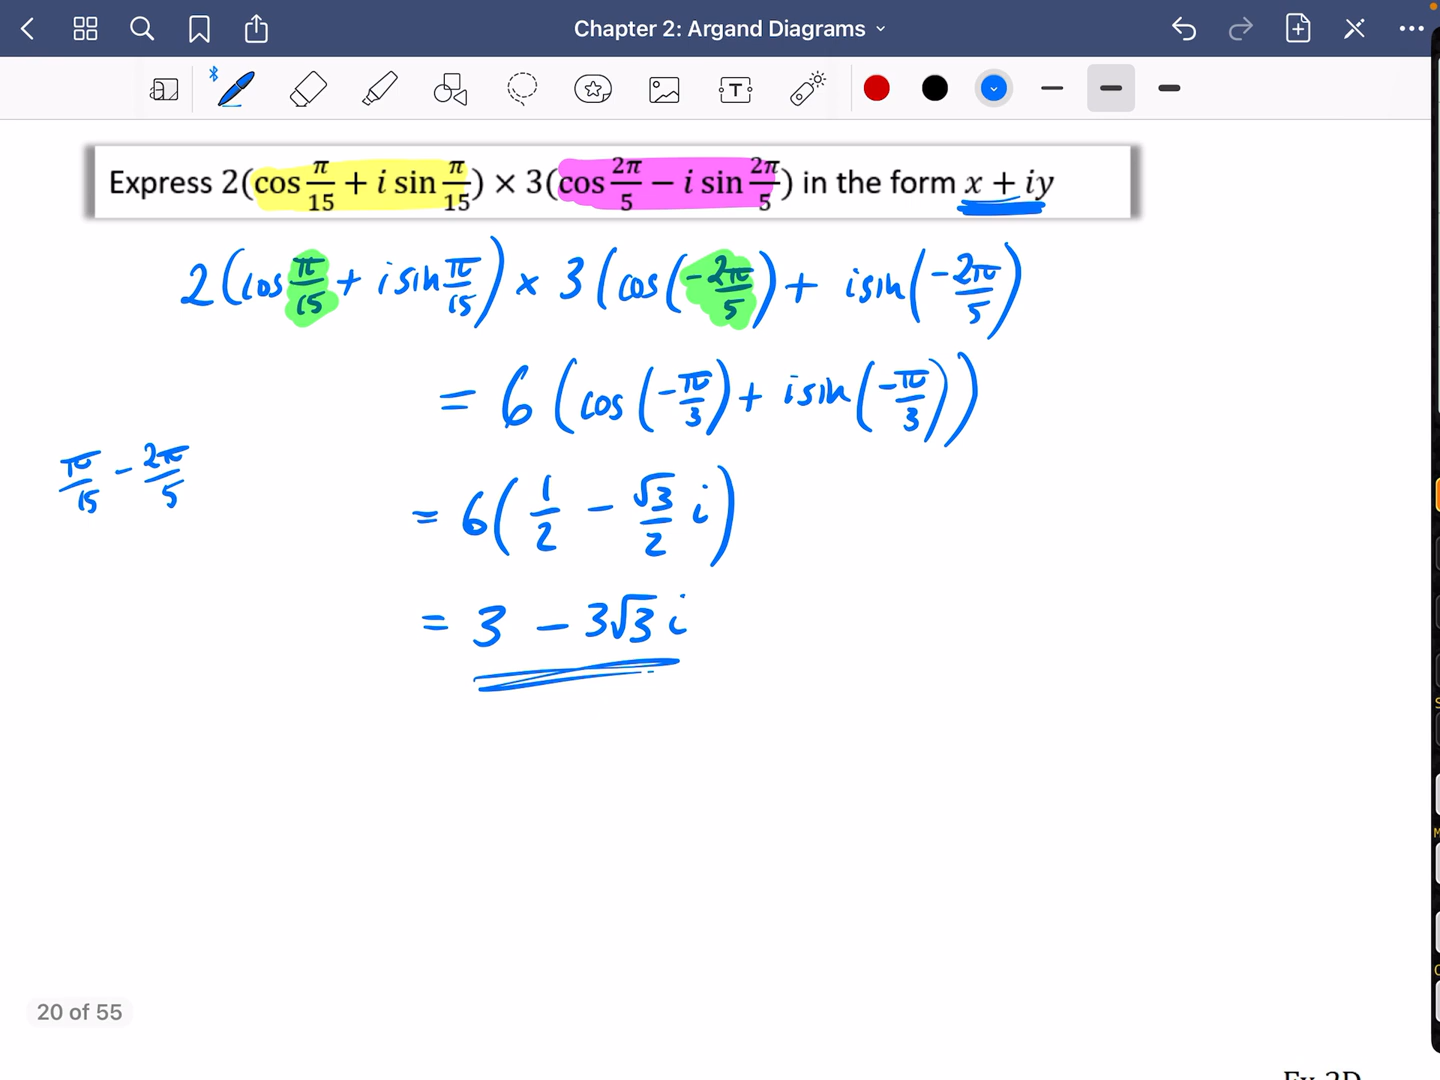 Chapter 2: Argand Diagrams
T
Express 2(cos π/15 + i sin π/15) × 3(cos 2π/5 − i sin 2π/5) in the form x + iy
2(cos π/15 + i sin π/15) × 3(cos(−2π/5) + i sin(−2π/5)
= 6(cos(−π/3) + i sin(−π/3))
π/15 − 2π/5
= 6(1/2 − √3/2 i)
= 3 − 3√3 i
20 of 55